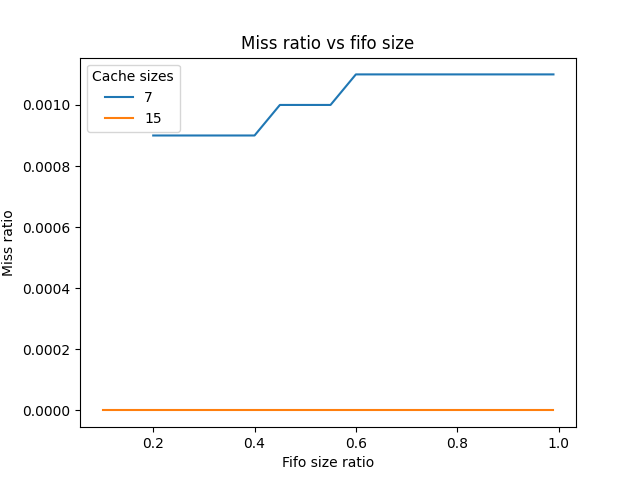 Miss ratio vs fifo size
Cache sizes
7
15
0.0010
0.0008
0.0006
0.0004
0.0002
0.0000
Miss ratio
0.2 0.4 0.6 0.8 1.0
Fifo size ratio